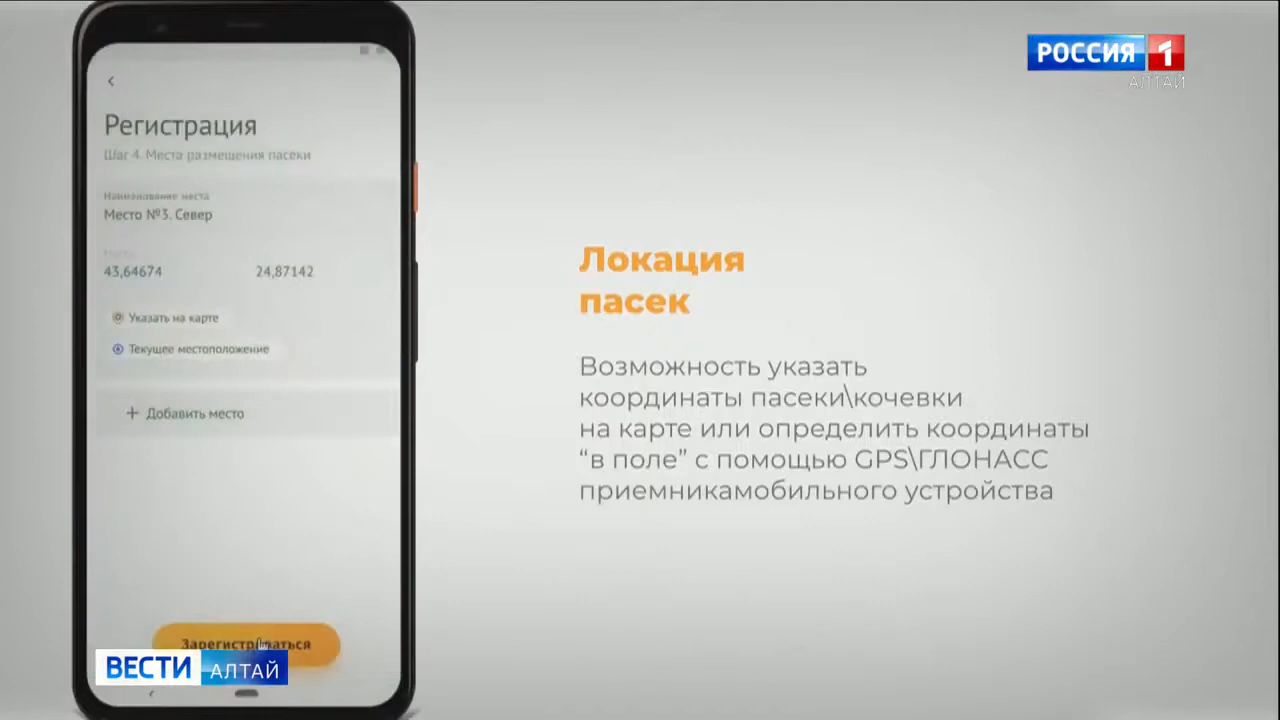 РОССИЯ 1
АЛТАЙ
Регистрация
Шаг 4. Места размещения пасеки
Наименование места
Место №3. Север
43,64674 24,87142
Указать на карте
Текущее местоположение
+ Добавить место
Зарегистрироваться
ВЕСТИ АЛТАЙ
Локация
пасек
Возможность указать
координаты пасеки\кочевки
на карте или определить координаты
“в поле” с помощью GPS\ГЛОНАСС
приемникамобильного устройства